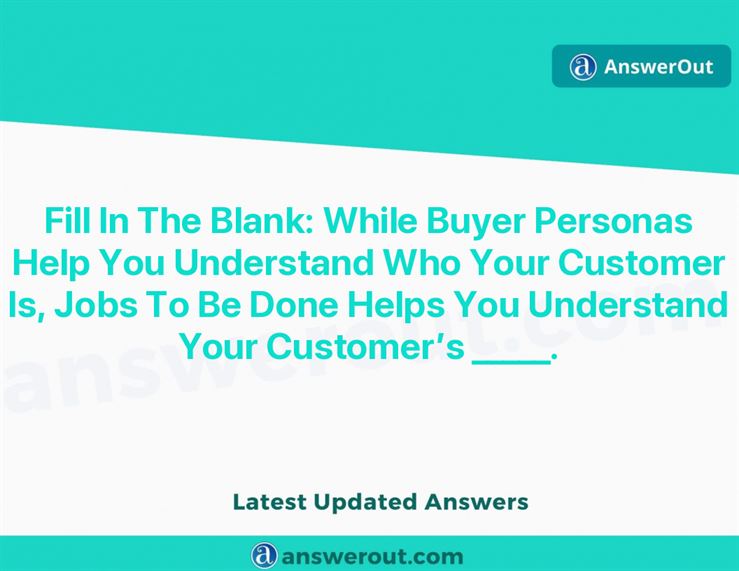 AnswerOut
Fill In The Blank: While Buyer Personas
Help You Understand Who Your Customer
Is, Jobs To Be Done Helps You Understand
Your Customer’s _____.
answerout.com
Latest Updated Answers
answerout.com